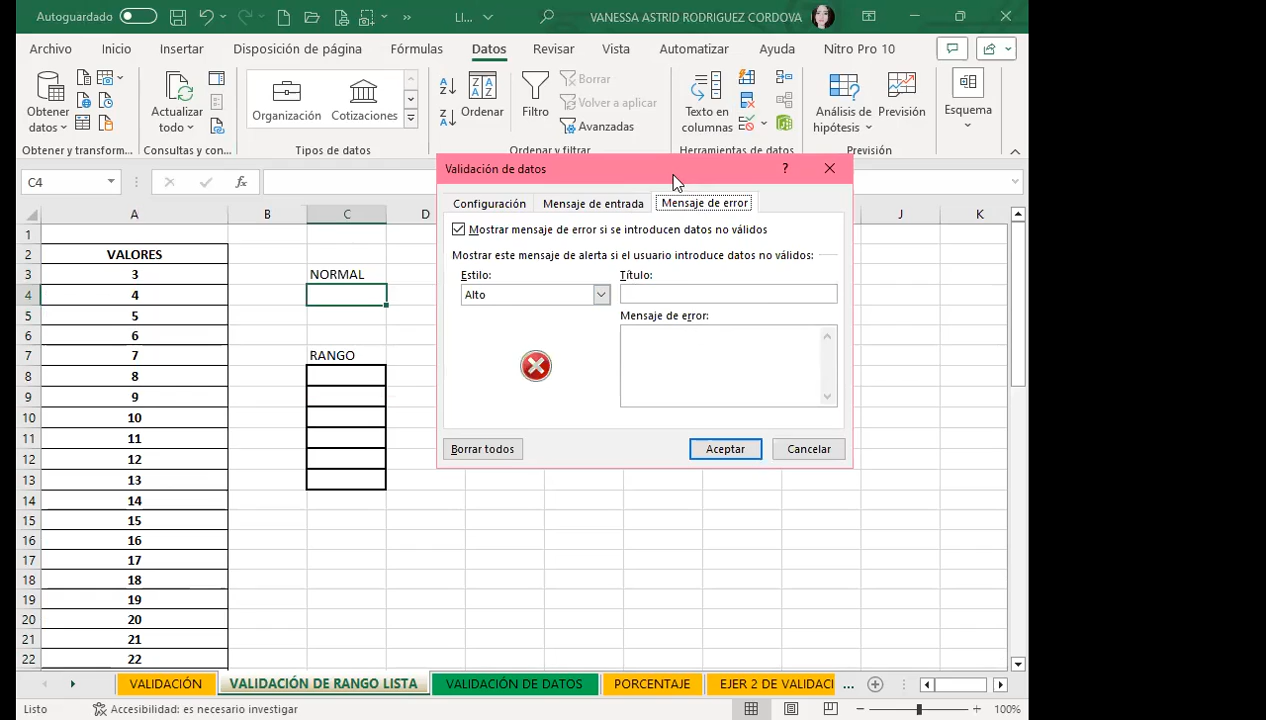 Autoguardado
LI...
VANESSA ASTRID RODRIGUEZ CORDOVA
Archivo Inicio Insertar Disposición de página Fórmulas Datos Revisar Vista Automatizar Ayuda Nitro Pro 10
Obtener datos
Actualizar todo
Organización
Cotizaciones
Ordenar
Filtro
Borrar
Volver a aplicar
Avanzadas
Texto en columnas
Análisis de hipótesis
Previsión
Esquema
Obtener y transform...
Consultas y con...
Tipos de datos
Ordenar y filtrar
Herramientas de datos
Previsión
C4
fx
Validación de datos
?
Configuración Mensaje de entrada Mensaje de error
Mostrar mensaje de error si se introducen datos no válidos
Mostrar este mensaje de alerta si el usuario introduce datos no válidos:
Estilo:
Título:
Alto
Mensaje de error:
Borrar todos
Aceptar
Cancelar
A B C D J K
1
2 VALORES
3 3 NORMAL
4 4
5 5
6 6
7 7 RANGO
8 8
9 9
10 10
11 11
12 12
13 13
14 14
15 15
16 16
17 17
18 18
19 19
20 20
21 21
22 22
VALIDACIÓN
VALIDACIÓN DE RANGO LISTA
VALIDACIÓN DE DATOS
PORCENTAJE
EJER 2 DE VALIDACI
...
Listo
Accesibilidad: es necesario investigar
100%